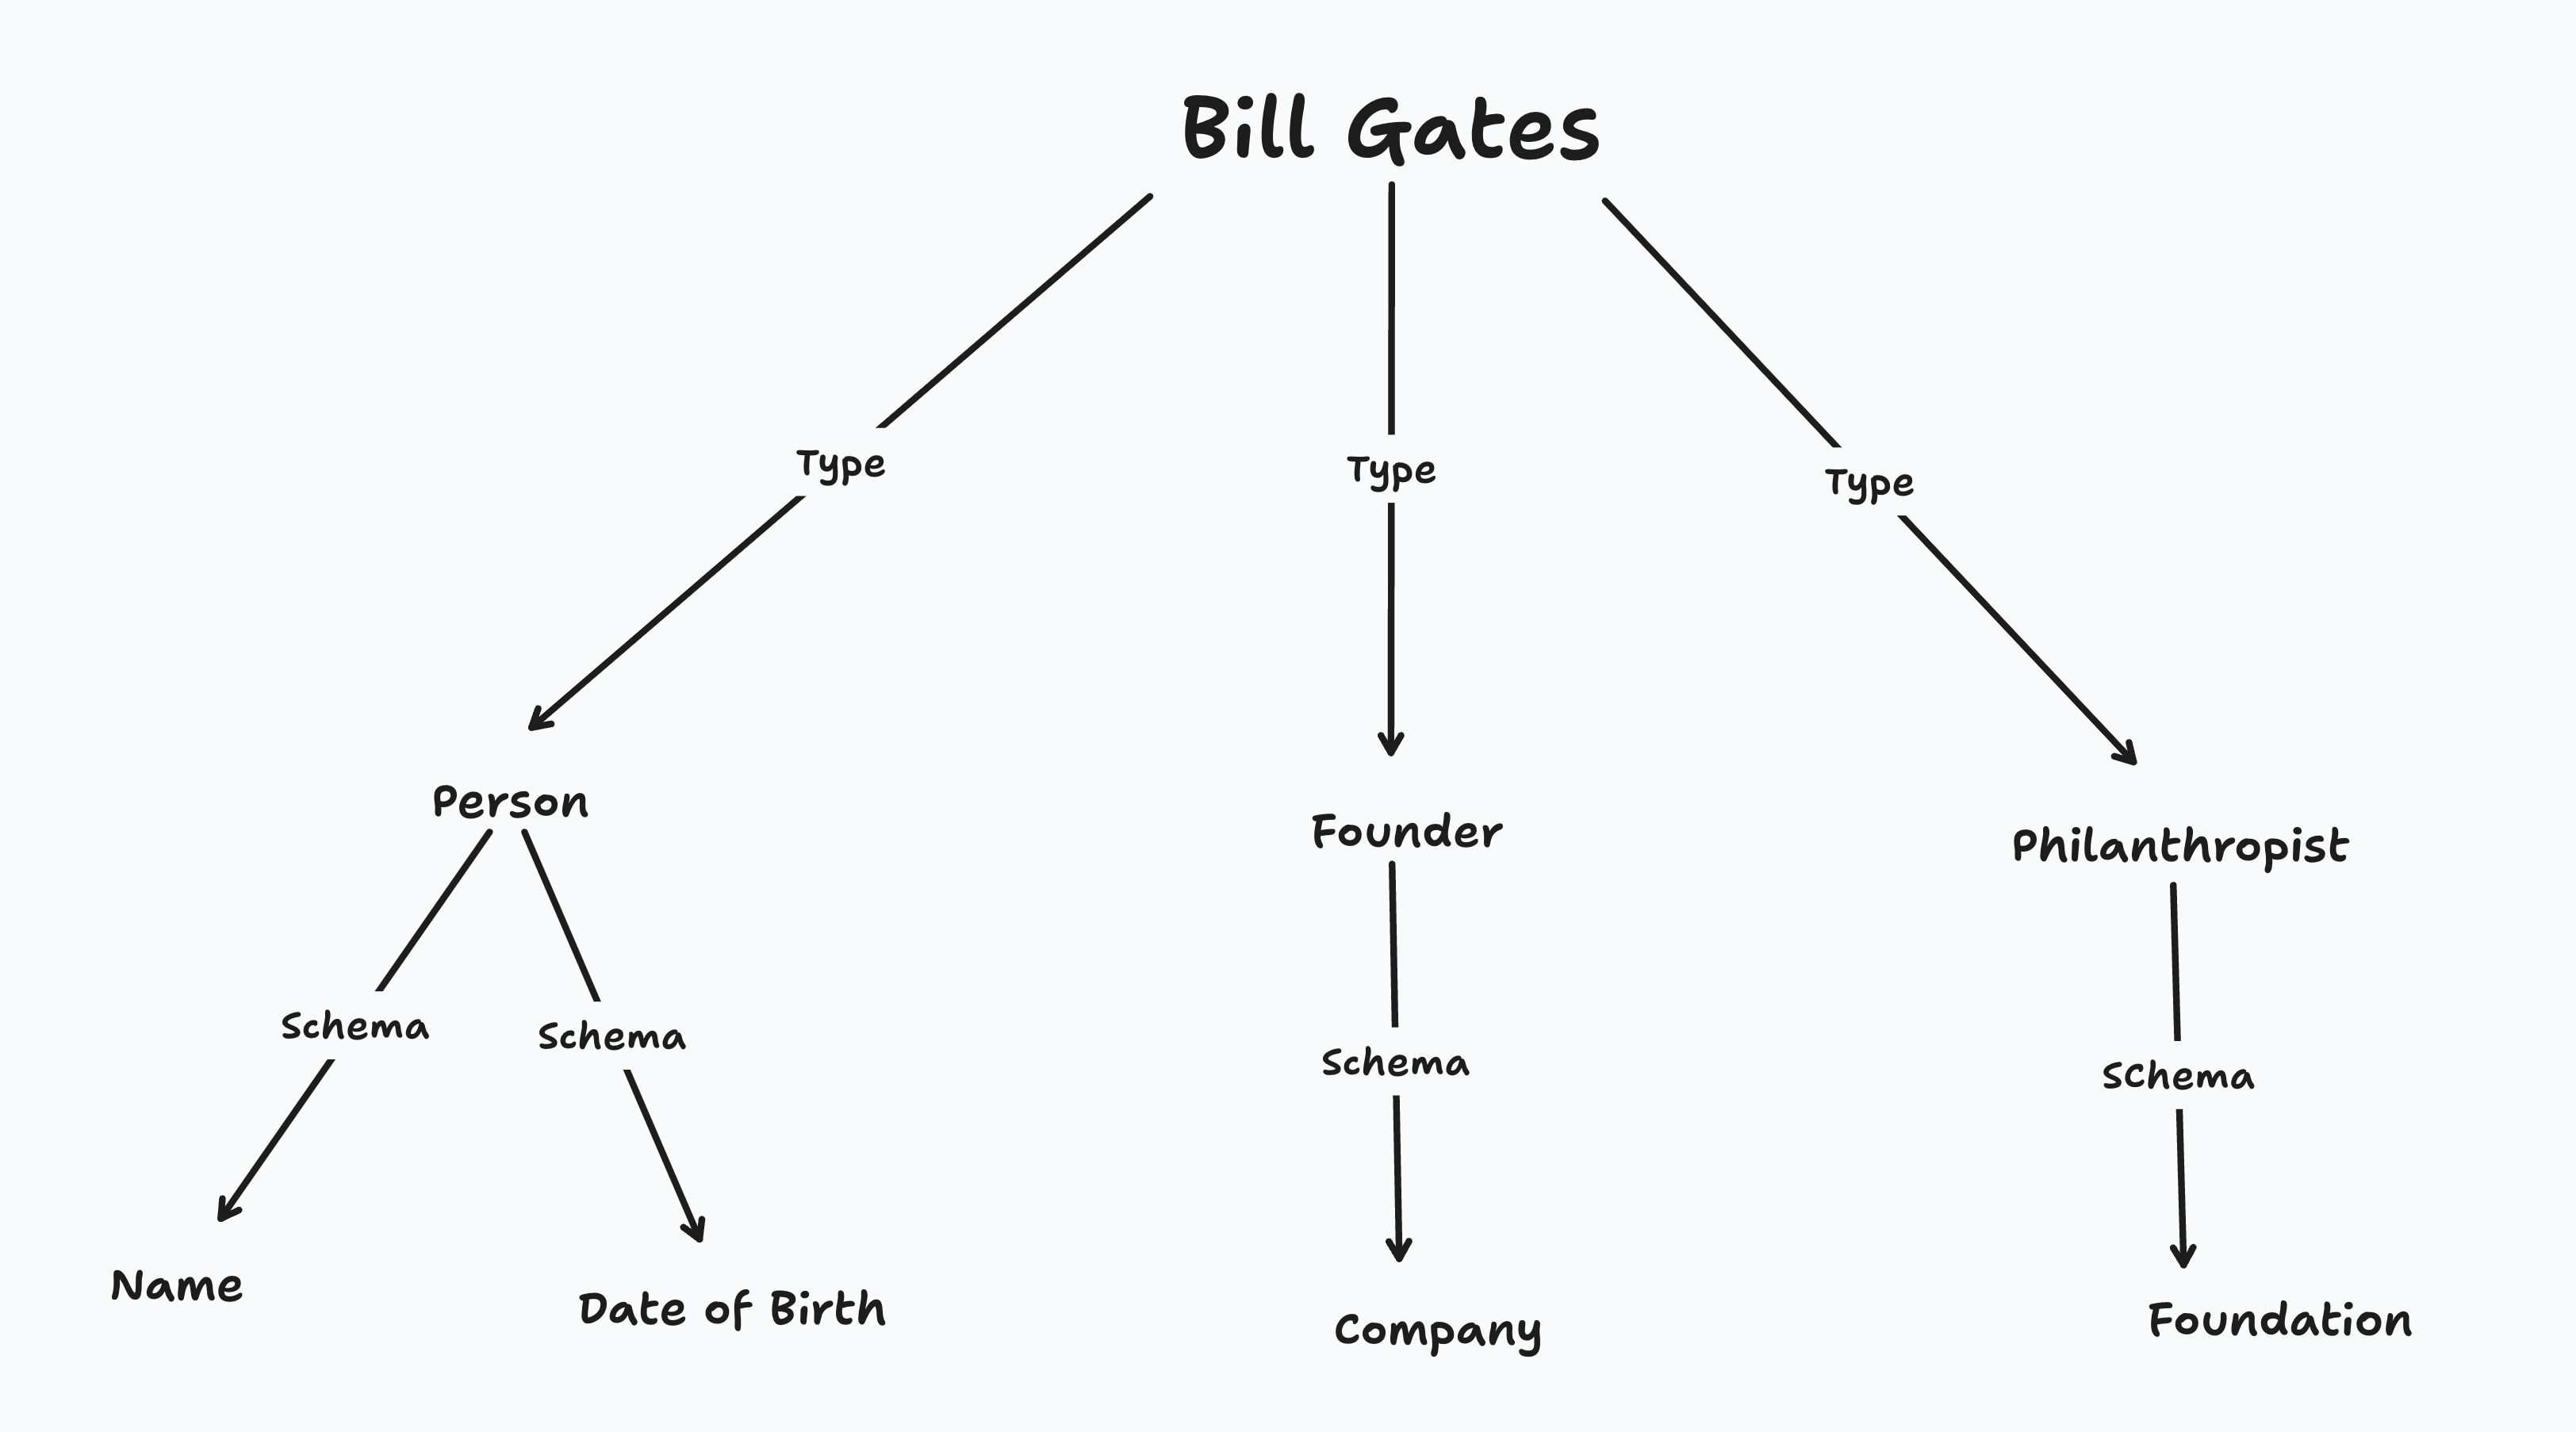 Bill Gates
Type
Type
Type
Person
Founder
Philanthropist
Schema
Schema
Schema
SChema
Name
Date of Birth
Company
Foundation